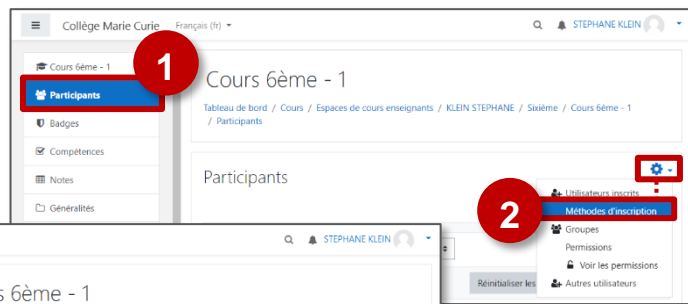 Collège Marie Curie Français (fr)
STEPHANE KLEIN
Cours 6ème - 1
1
Participants
Badges
Compétences
Notes
Généralités
Cours 6ème - 1
Tableau de bord / Cours / Espaces de cours enseignants / KLEIN STEPHANE / Sixième / Cours 6ème - 1
/ Participants
Participants
2
Utilisateurs inscrits
Méthodes d'inscription
Groupes
Permissions
Voir les permissions
Autres utilisateurs
Réinitialiser les
STEPHANE KLEIN
6ème - 1